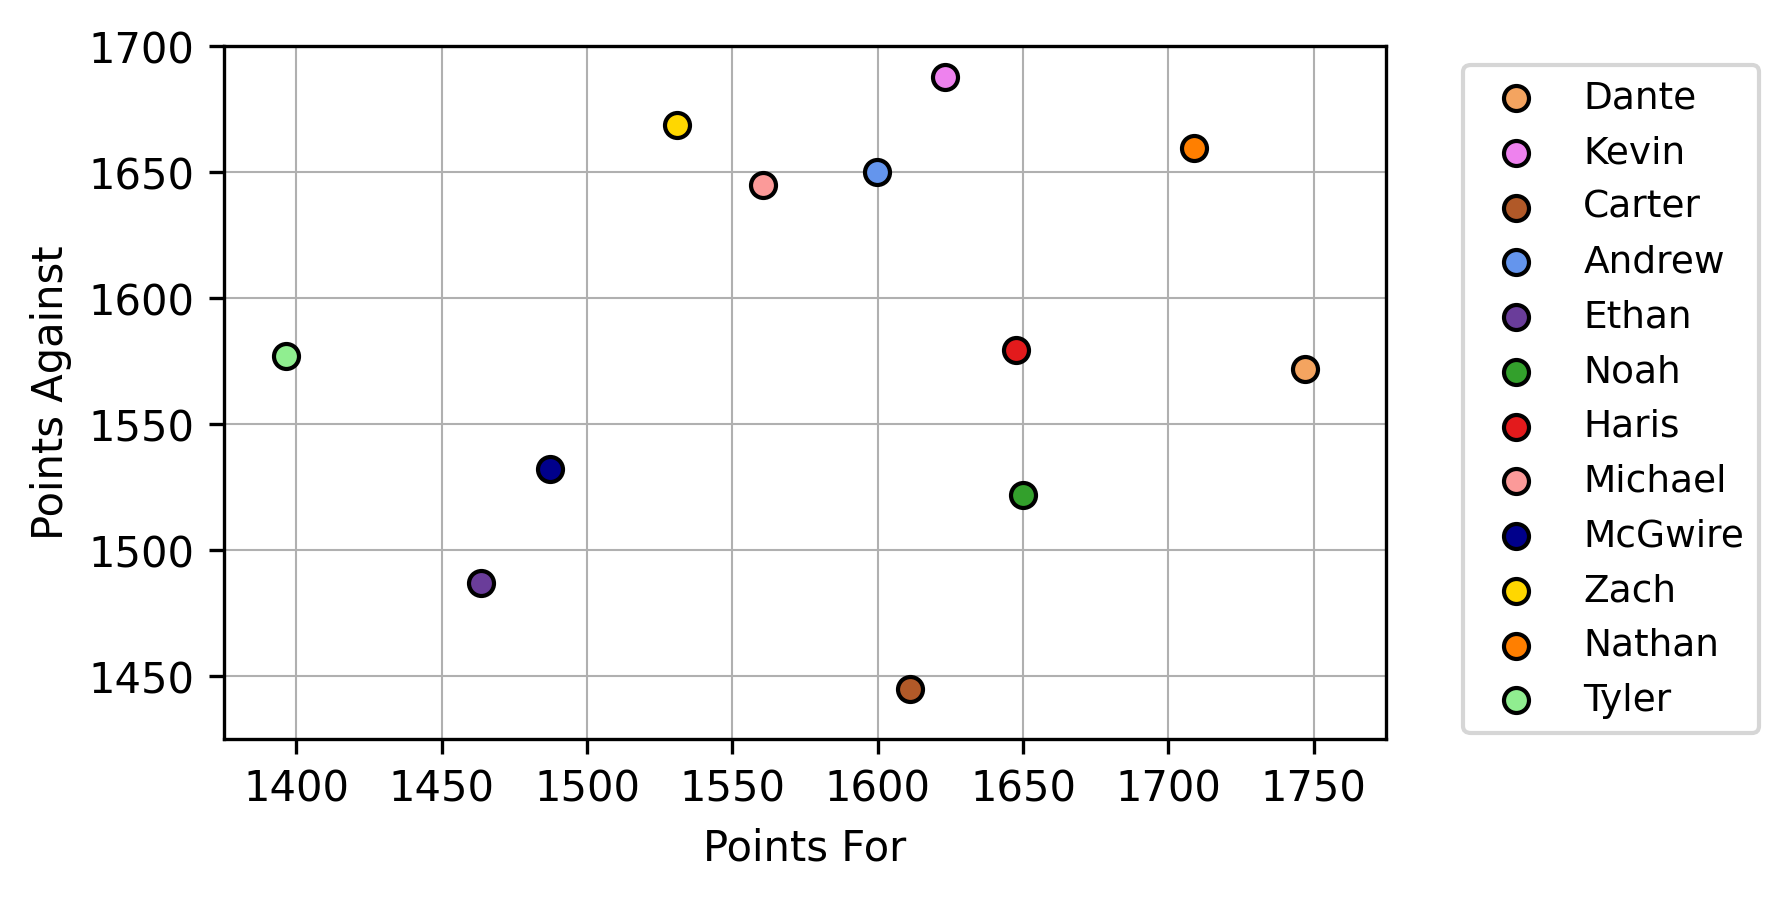 1700
1650
1600
1550
1500
1450
Points Against
1400 1450 1500 1550 1600 1650 1700 1750
Points For
Dante
Kevin
Carter
Andrew
Ethan
Noah
Haris
Michael
McGwire
Zach
Nathan
Tyler